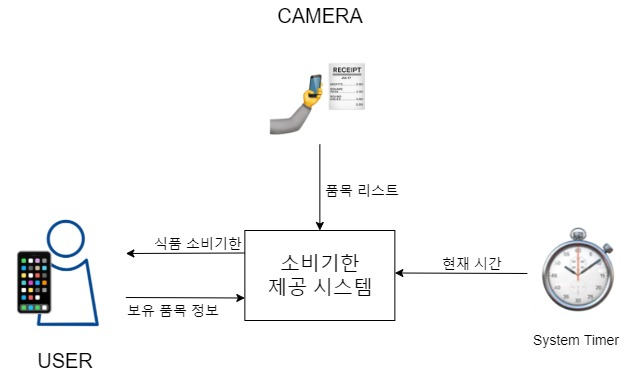 CAMERA
RECEIPT
품목 리스트
식품 소비기한
소비기한
제공 시스템
현재 시간
보유 품목 정보
System Timer
USER